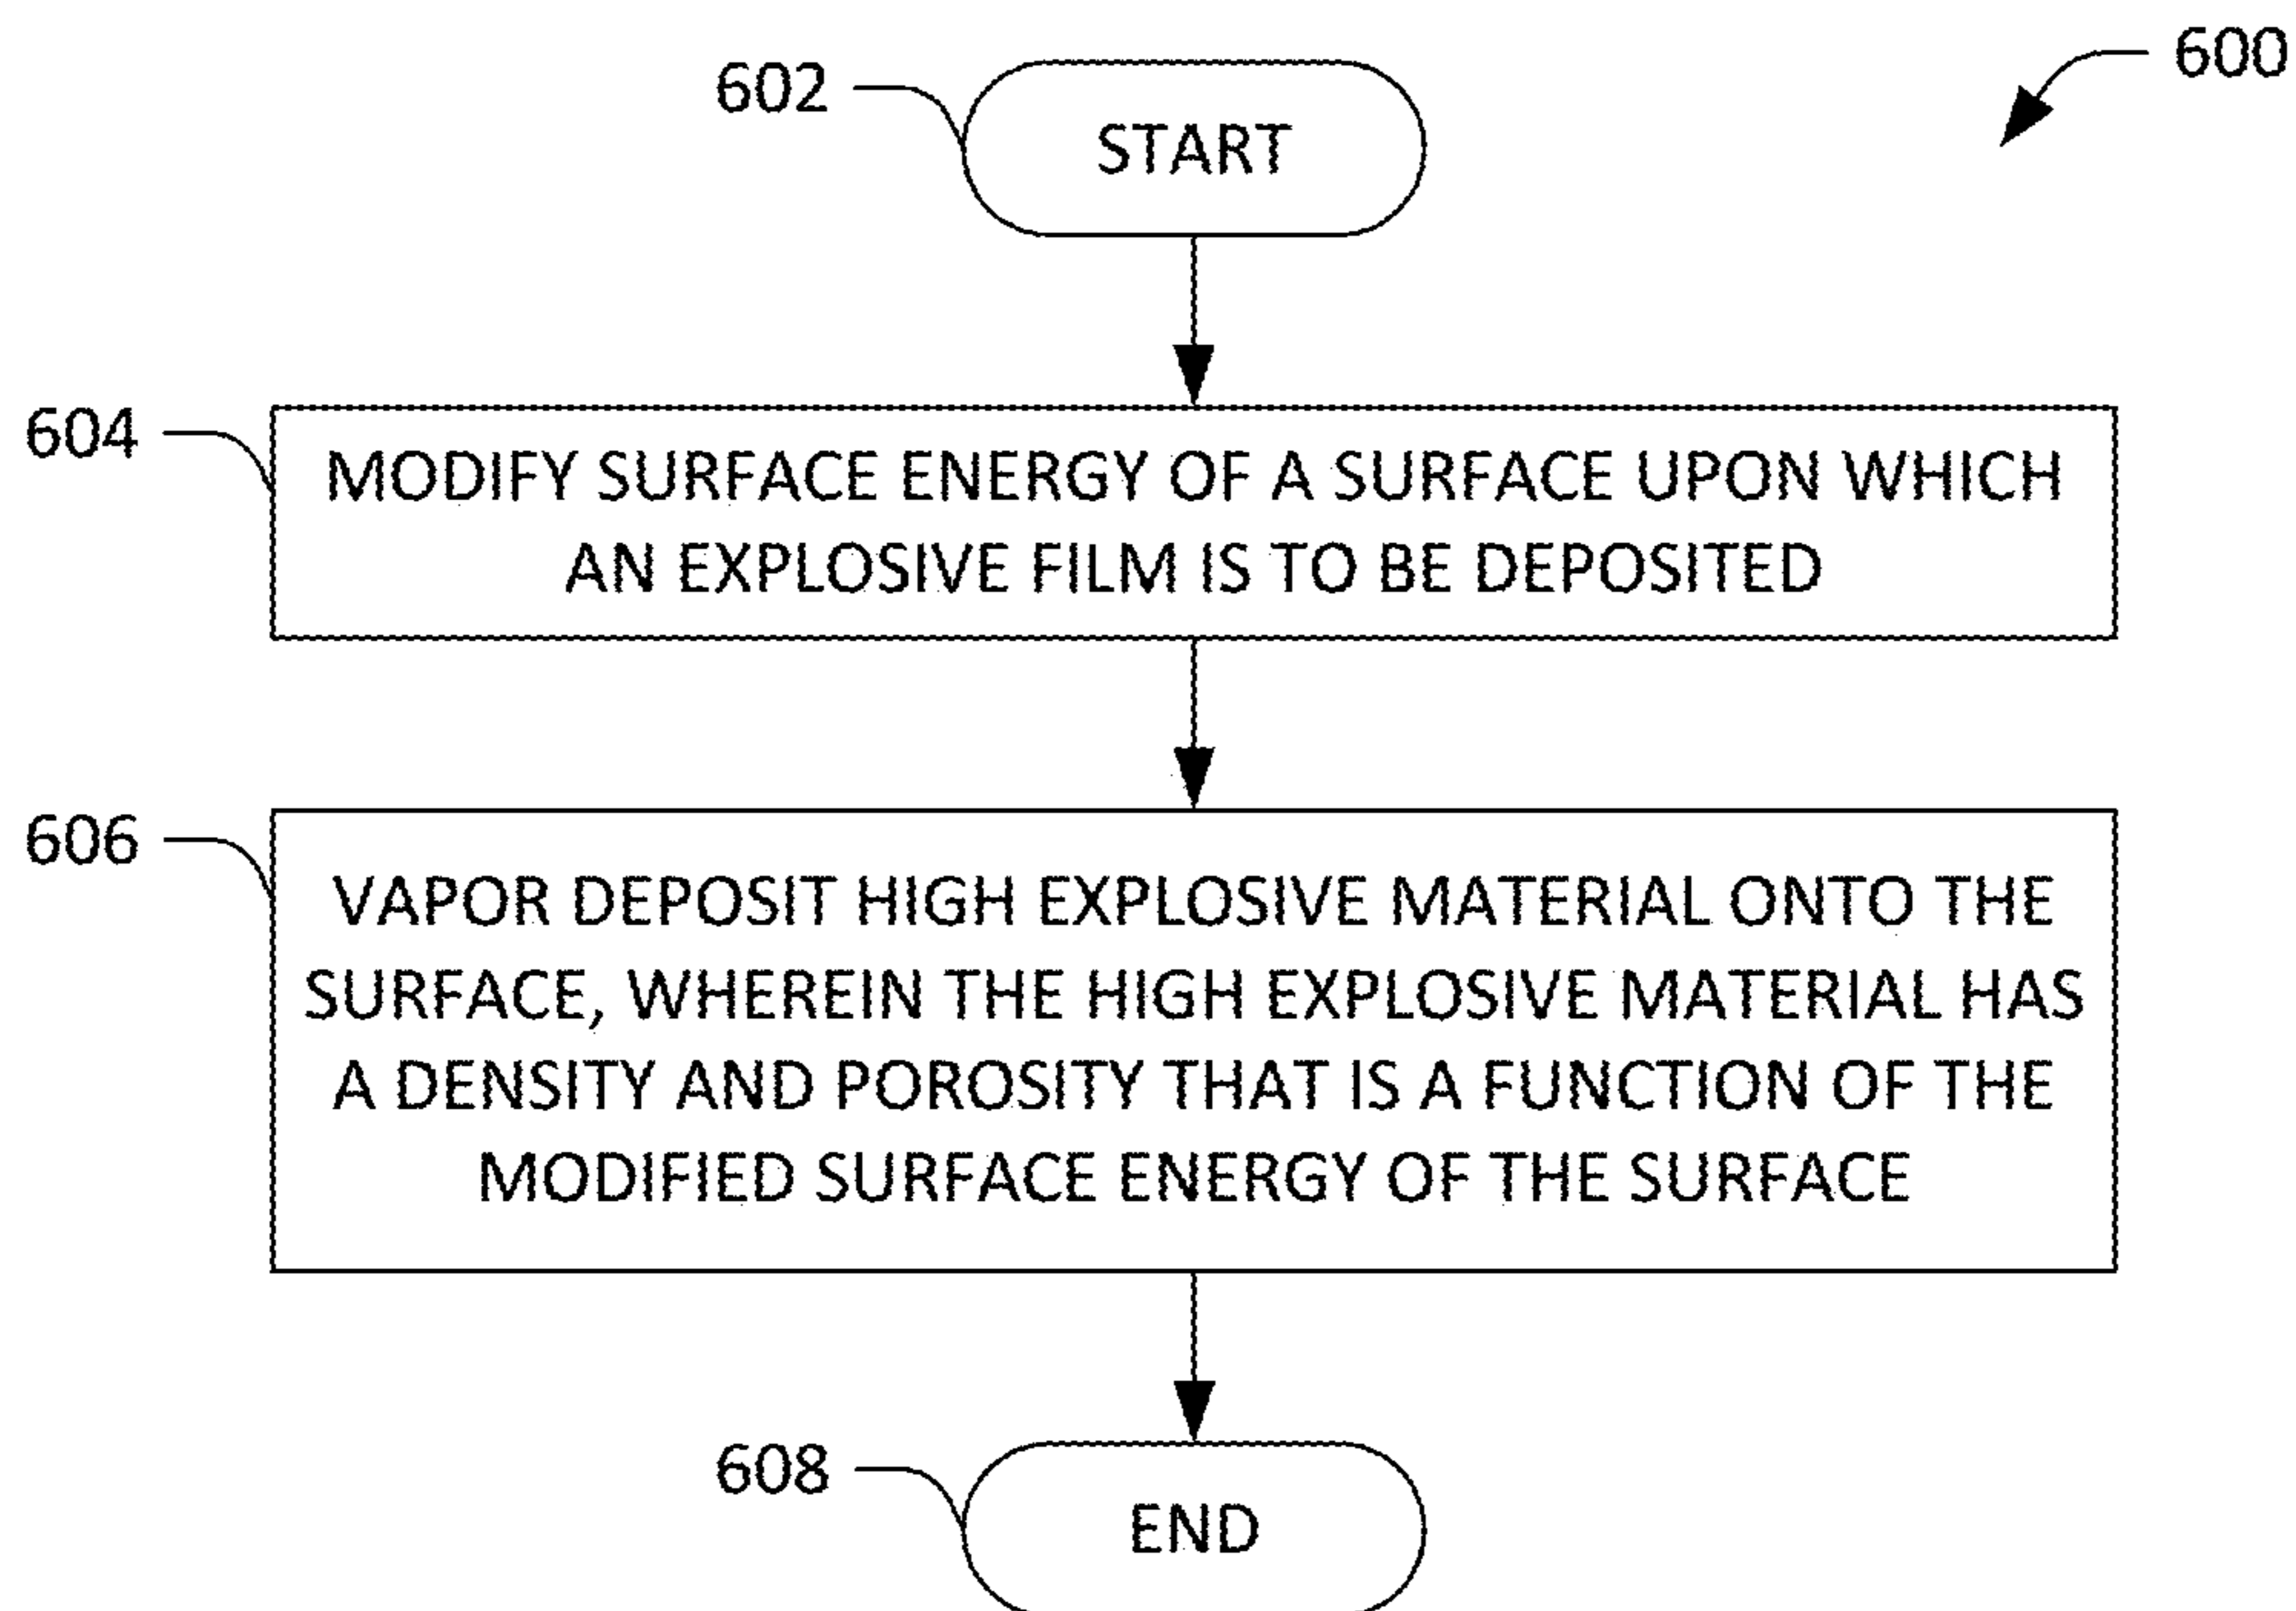 600
602
START
604
MODIFY SURFACE ENERGY OF A SURFACE UPON WHICH
AN EXPLOSIVE FILM IS TO BE DEPOSITED
606
VAPOR DEPOSIT HIGH EXPLOSIVE MATERIAL ONTO THE
SURFACE, WHEREIN THE HIGH EXPLOSIVE MATERIAL HAS
A DENSITY AND POROSITY THAT IS A FUNCTION OF THE
MODIFIED SURFACE ENERGY OF THE SURFACE
608
END